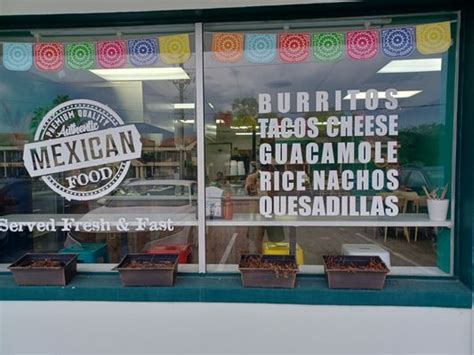 PREMIUM QUALITY
Authentic
MEXICAN
FOOD
Served Fresh & Fast
BURRITOS
TACOS CHEESE
GUACAMOLE
RICE NACHOS
QUESADILLAS